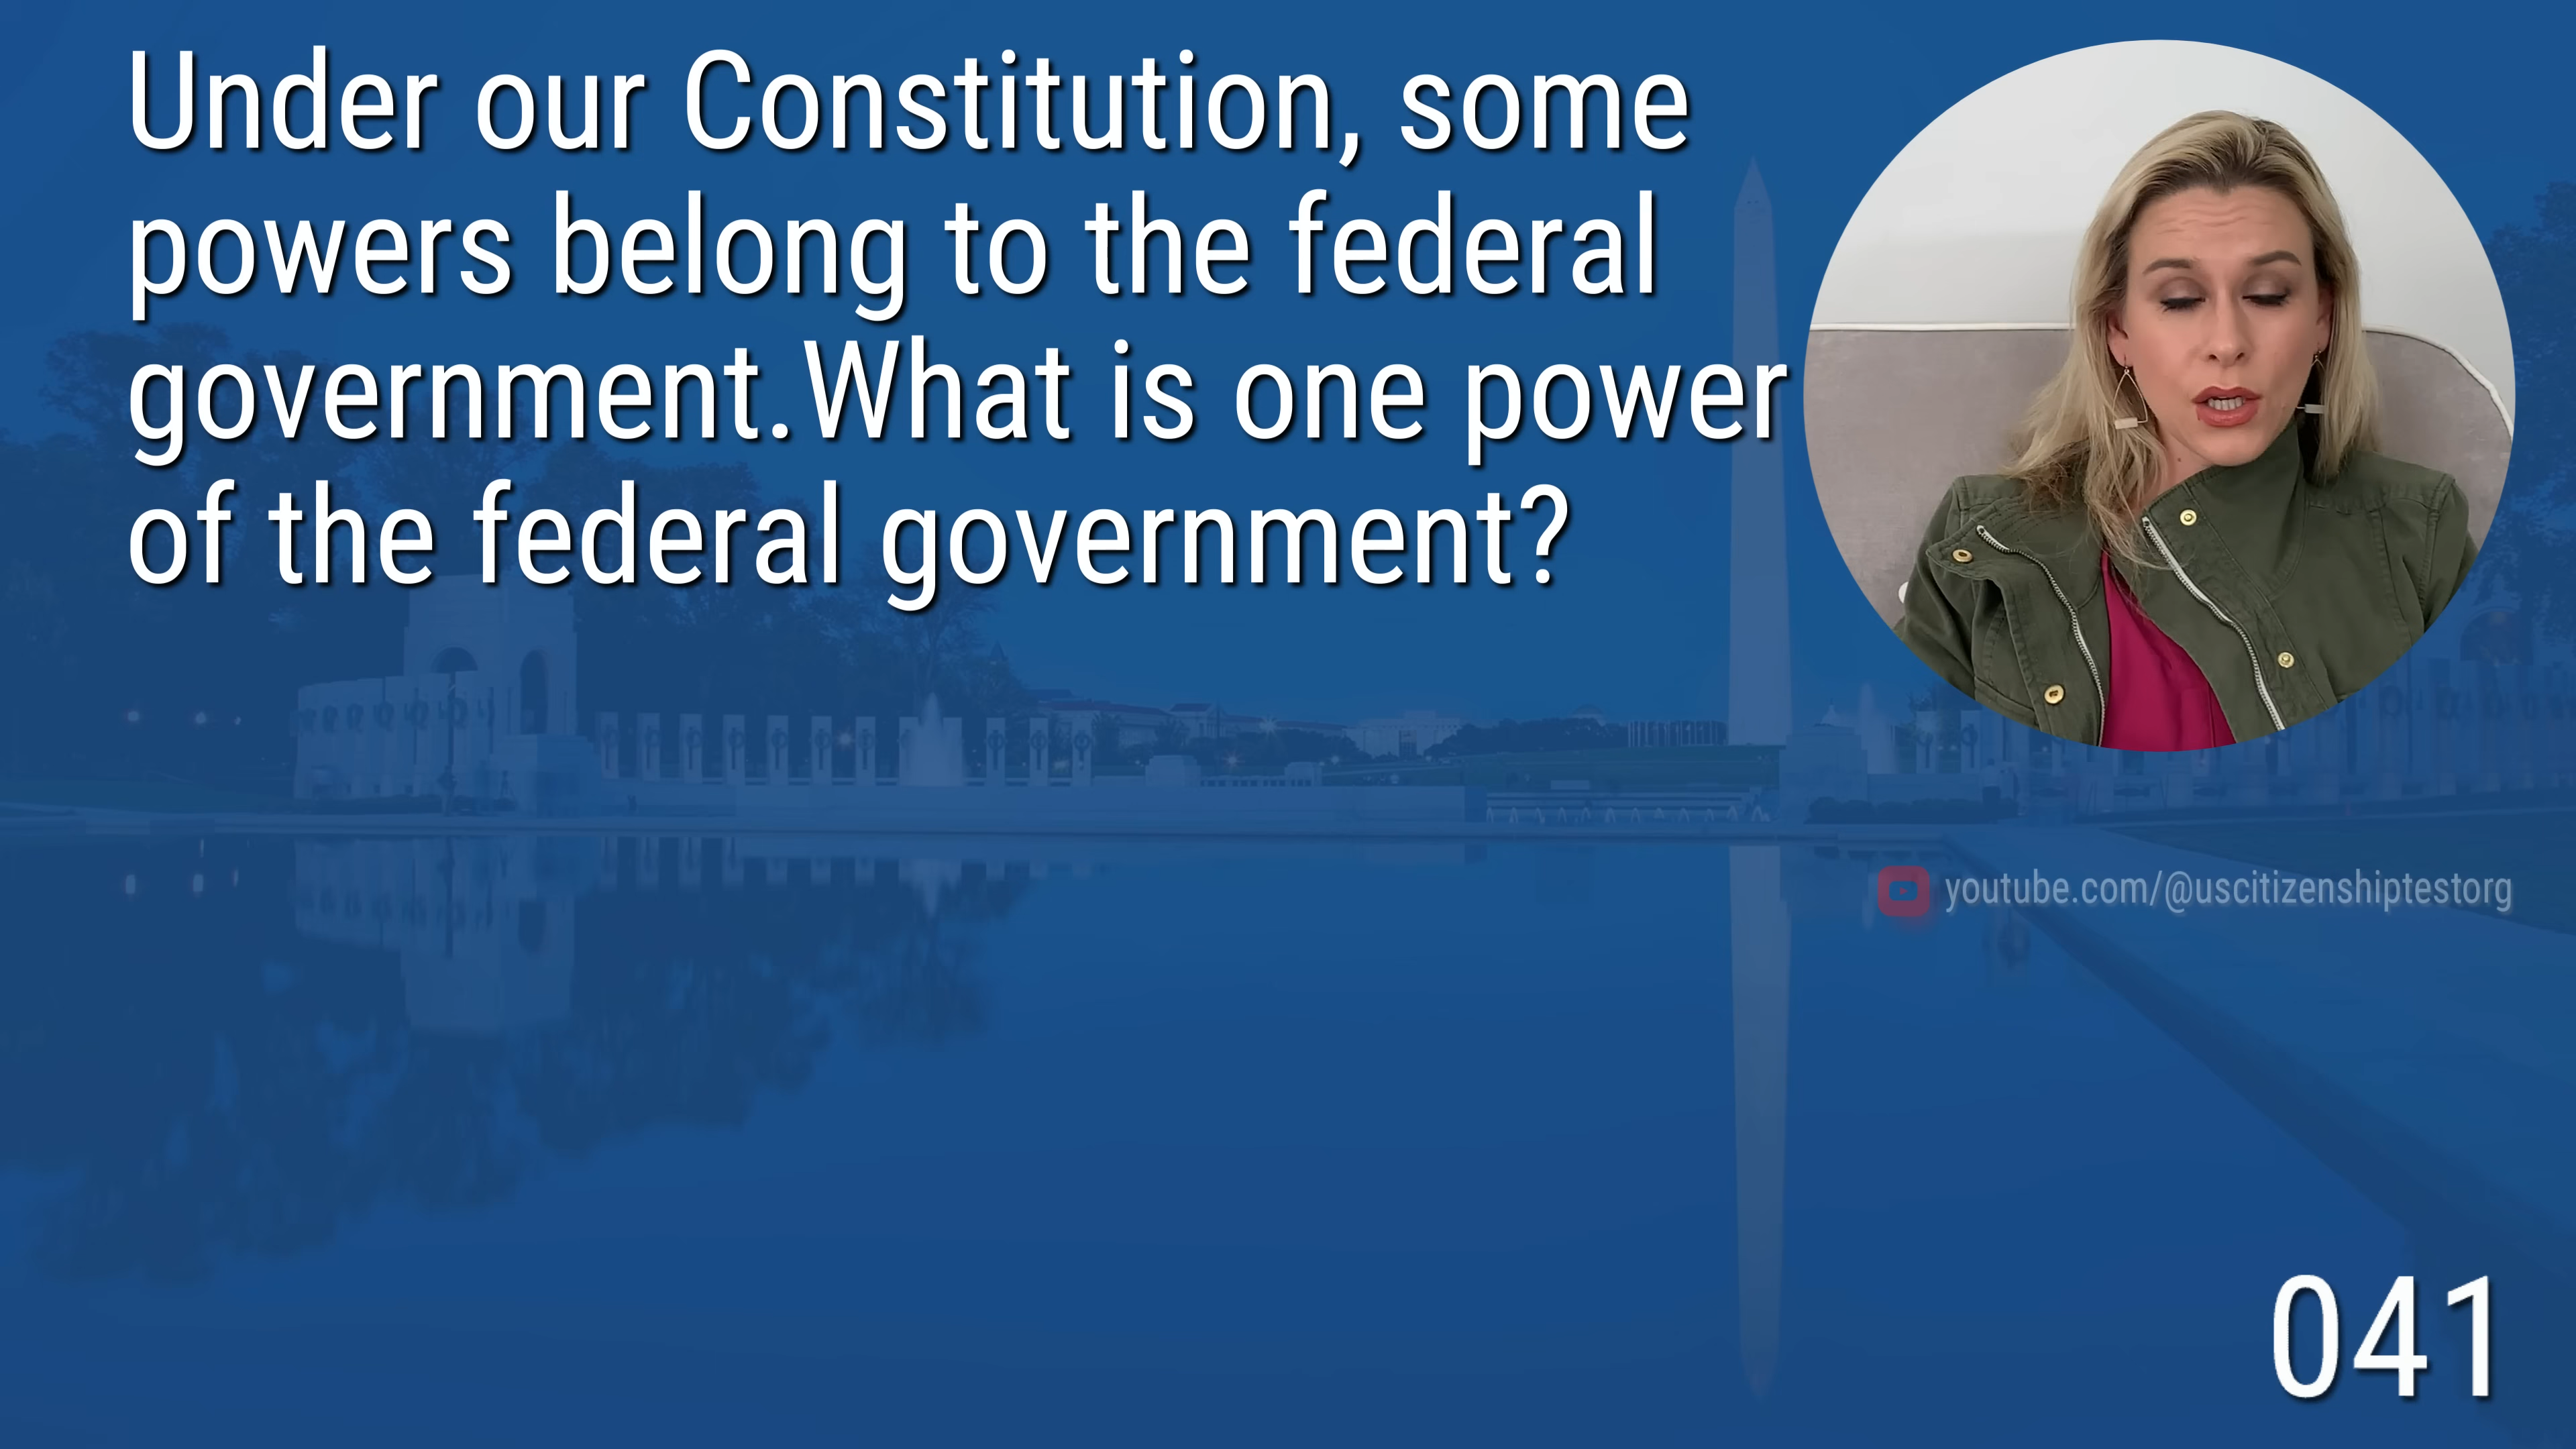 Under our Constitution, some
powers belong to the federal
government.What is one power
of the federal government?
youtube.com/@uscitizenshiptestorg
041